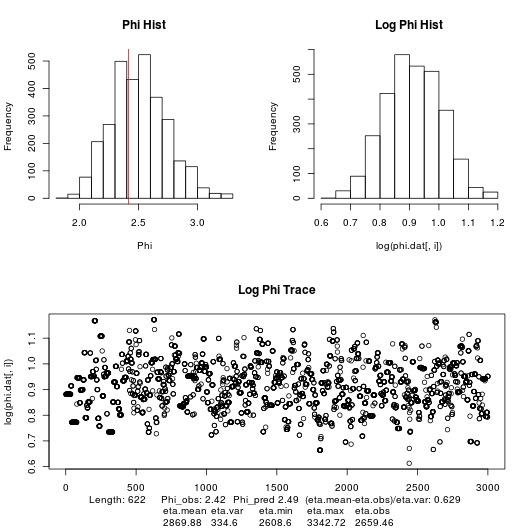 Phi Hist
Log Phi Hist
Frequency
0 100 200 300 400 500
2.0 2.5 3.0
Phi
Frequency
0 100 300 500
0.6 0.7 0.8 0.9 1.0 1.1 1.2
log(phi.dat[, i])
Log Phi Trace
log(phi.dat[, i])
0.6 0.7 0.8 0.9 1.0 1.1
0 500 1000 1500 2000 2500 3000
Length: 622 Phi_obs: 2.42 Phi_pred 2.49 (eta.mean-eta.obs)/eta.var: 0.629
eta.mean eta.var eta.min eta.max eta.obs
2869.88 334.6 2608.6 3342.72 2659.46